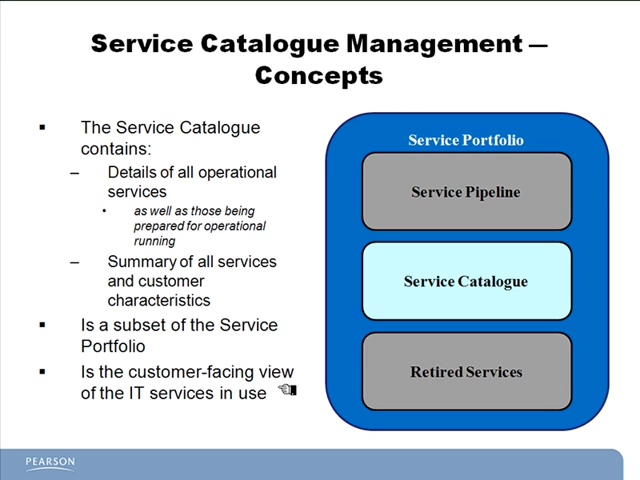 Service Catalogue Management —
Concepts
▪ The Service Catalogue
contains:
– Details of all operational
services
• as well as those being
prepared for operational
running
– Summary of all services
and customer
characteristics
▪ Is a subset of the Service
Portfolio
▪ Is the customer-facing view
of the IT services in use
Service Portfolio
Service Pipeline
Service Catalogue
Retired Services
PEARSON